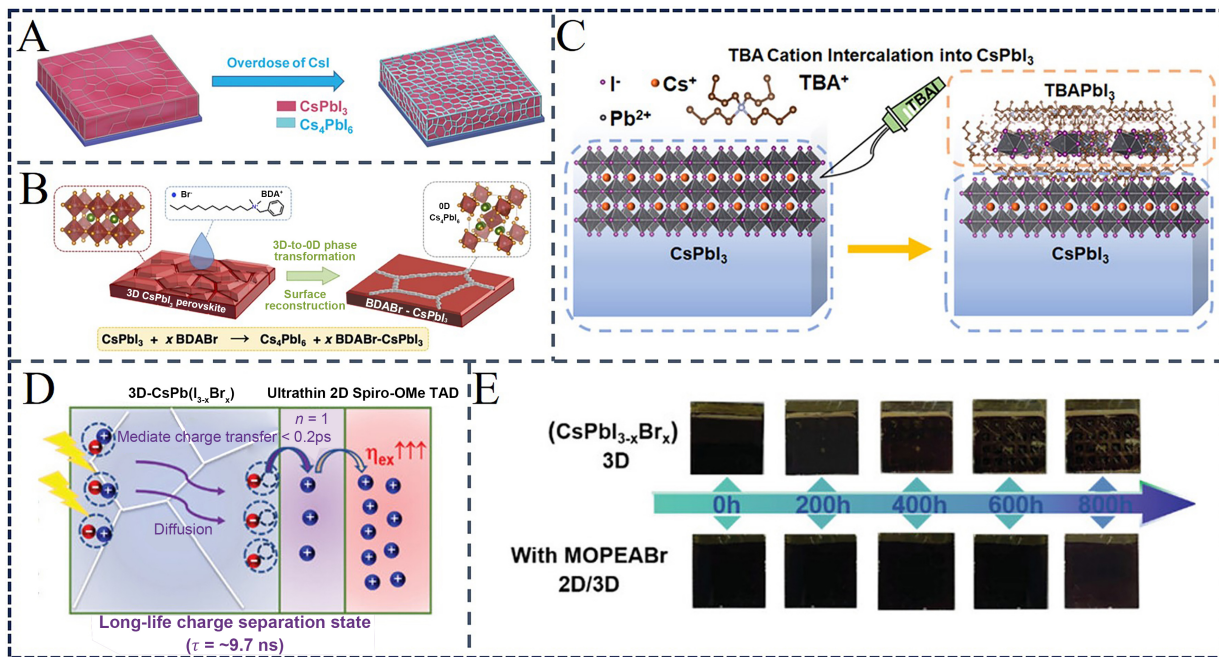 A
Overdose of CsI
CsPbI3
Cs4PbI6
B
Br-
BDA+
0D
Cs4PbI6
3D-to-0D phase
transformation
Surface
reconstruction
3D CsPbI3 perovskite
BDABr - CsPbI3
CsPbI3 + x BDABr → Cs4PbI6 + x BDABr-CsPbI3
C
TBA Cation Intercalation into CsPbI3
I-
Cs+
TBA+
Pb2+
TBAI
TBAPbI3
CsPbI3
CsPbI3
D
3D-CsPb(I3-xBrx)
Ultrathin 2D Spiro-OMe TAD
n = 1
Mediate charge transfer < 0.2ps
ηex↑↑↑
Diffusion
Long-life charge separation state
(τ = ~9.7 ns)
E
(CsPbI3-xBrx)
3D
0h 200h 400h 600h 800h
With MOPEABr
2D/3D